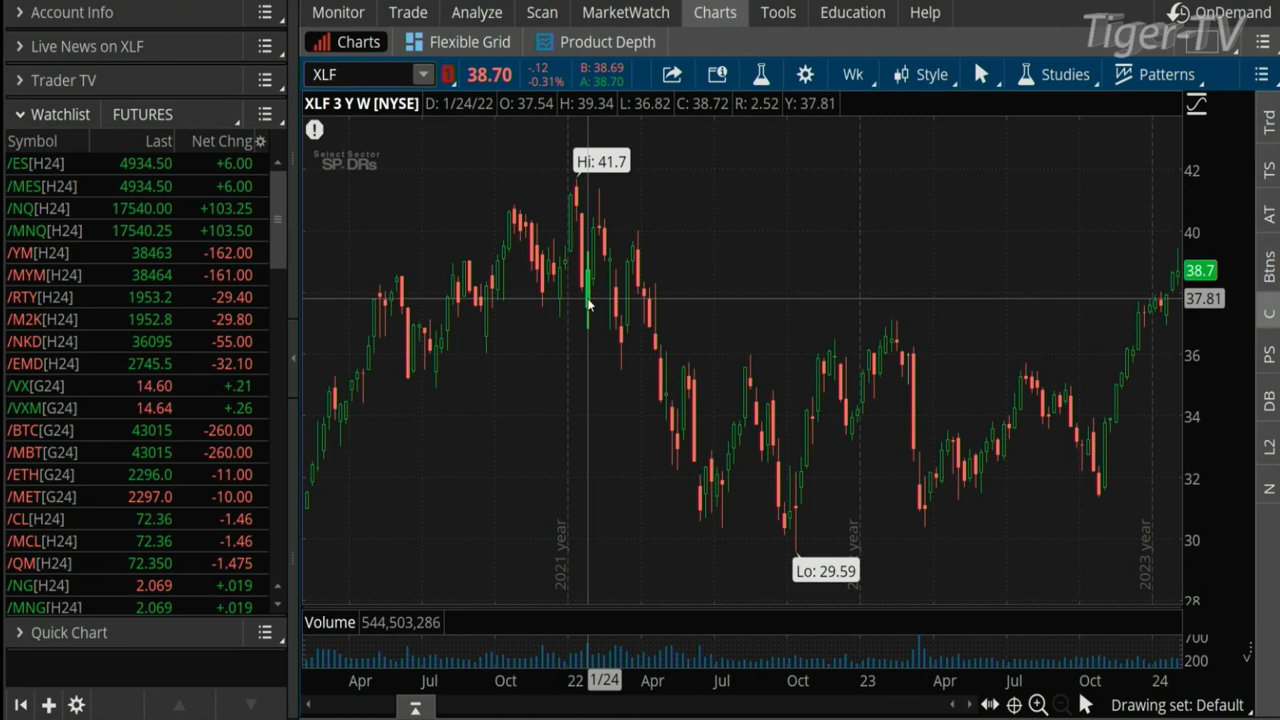 Account Info
Live News on XLF
Trader TV
Watchlist FUTURES
Symbol Last Net Chng
/ES[H24] 4934.50 +6.00
/MES[H24] 4934.50 +6.00
/NQ[H24] 17540.00 +103.25
/MNQ[H24] 17540.25 +103.50
/YM[H24] 38463 -162.00
/MYM[H24] 38464 -161.00
/RTY[H24] 1953.2 -29.40
/M2K[H24] 1952.8 -29.80
/NKD[H24] 36095 -55.00
/EMD[H24] 2745.5 -32.10
/VX[G24] 14.60 +.21
/VXM[G24] 14.64 +.26
/BTC[G24] 43015 -260.00
/MBT[G24] 43015 -260.00
/ETH[G24] 2296.0 -11.00
/MET[G24] 2297.0 -10.00
/CL[H24] 72.36 -1.46
/MCL[H24] 72.36 -1.46
/QM[H24] 72.350 -1.475
/NG[H24] 2.069 +.019
/MNG[H24] 2.069 +.019
Quick Chart
Monitor Trade Analyze Scan MarketWatch Charts Tools Education Help OnDemand
Tiger-TV
Charts Flexible Grid Product Depth
XLF 38.70 -.12 -0.31% B: 38.69 A: 38.70 Wk Style Studies Patterns
XLF 3 Y W [NYSE] D: 1/24/22 O: 37.54 H: 39.34 L: 36.82 C: 38.72 R: 2.52 Y: 37.81
Select Sector
SPDRs
Hi: 41.7
42
40
38.7
37.81
36
34
32
30
28
Lo: 29.59
2021 year
2023 year
Volume 544,503,286
700
200
Apr Jul Oct 22 1/24 Apr Jul Oct 23 Apr Jul Oct 24
Drawing set: Default
Trd
TS
AT
Btns
C
PS
DB
L2
N